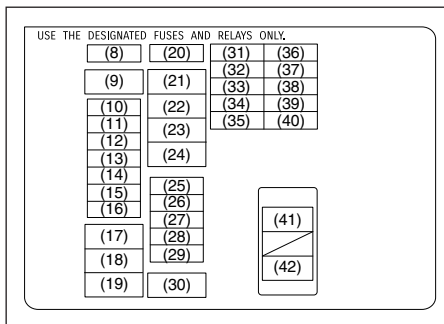 USE THE DESIGNATED FUSES AND RELAYS ONLY.
(8) (20) (31) (36)
(32) (37)
(9) (21) (33) (38)
(10) (22) (34) (39)
(11) (35) (40)
(12) (23)
(13)
(14) (24)
(15) (25)
(16) (26)
(27) (41)
(17) (28)
(18) (29) (42)
(19) (30)